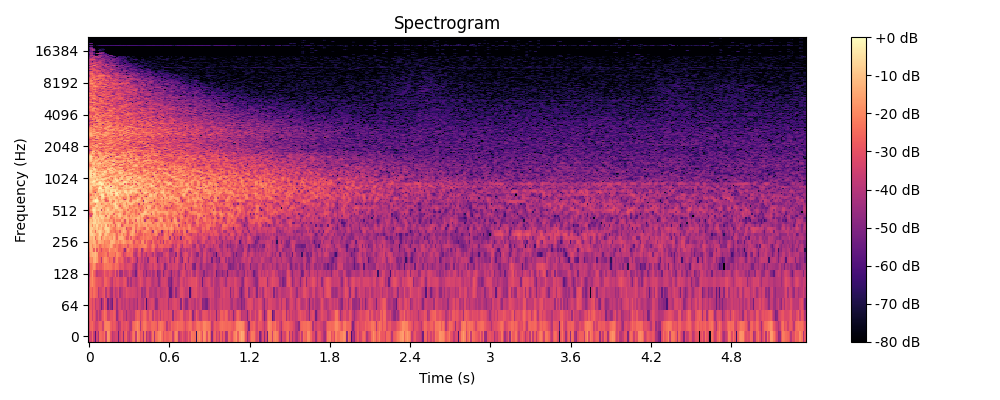 Spectrogram
Frequency (Hz)
16384
8192
4096
2048
1024
512
256
128
64
0
0 0.6 1.2 1.8 2.4 3 3.6 4.2 4.8
Time (s)
+0 dB
-10 dB
-20 dB
-30 dB
-40 dB
-50 dB
-60 dB
-70 dB
-80 dB